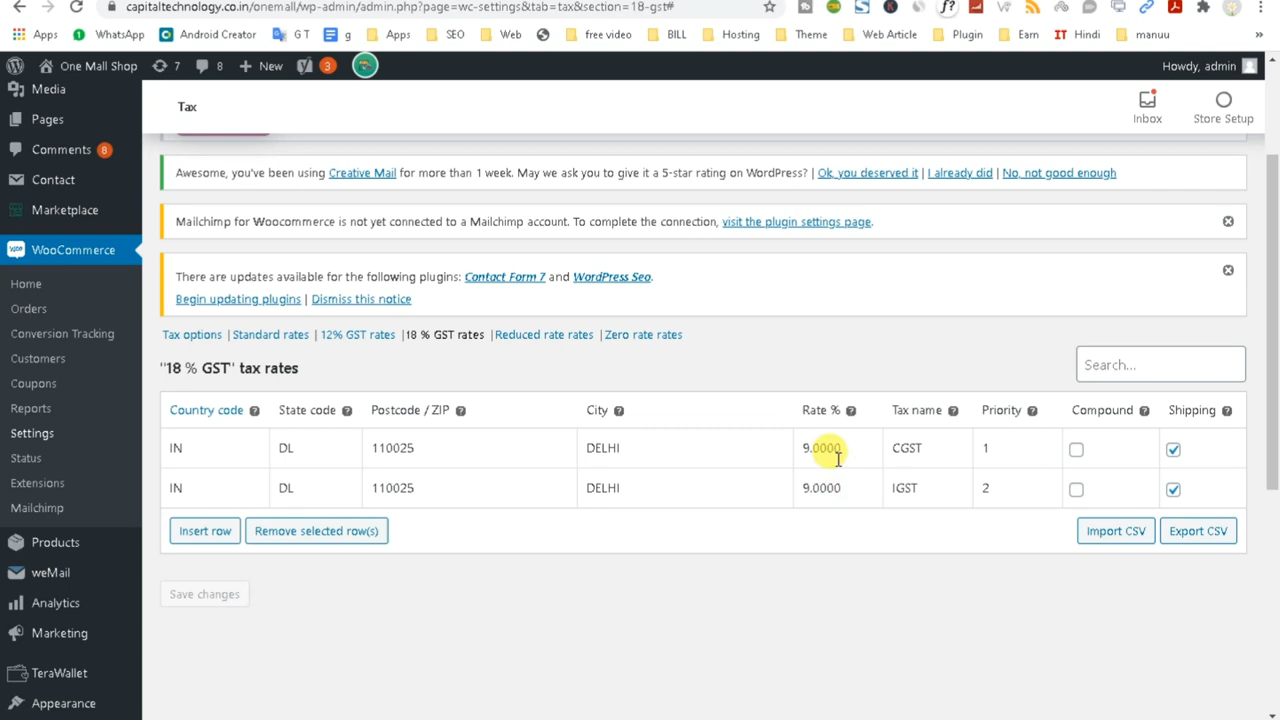 capitaltechnology.co.in/onemall/wp-admin/admin.php?page=wc-settings&tab=tax&section=18-gst#
Apps WhatsApp Android Creator G T g Apps SEO Web free video BILL Hosting Theme Web Article Plugin Earn IT Hindi manuu »
One Mall Shop 7 8 + New 3 Howdy, admin
Media
Pages
Comments 8
Contact
Marketplace
WooCommerce
Home
Orders
Conversion Tracking
Customers
Coupons
Reports
Settings
Status
Extensions
Mailchimp
Products
weMail
Analytics
Marketing
TeraWallet
Appearance
Tax
Inbox
Store Setup
Awesome, you've been using Creative Mail for more than 1 week. May we ask you to give it a 5-star rating on WordPress? | Ok, you deserved it | I already did | No, not good enough
Mailchimp for Woocommerce is not yet connected to a Mailchimp account. To complete the connection, visit the plugin settings page.
There are updates available for the following plugins: Contact Form 7 and WordPress Seo.
Begin updating plugins | Dismiss this notice
Tax options | Standard rates | 12% GST rates | 18 % GST rates | Reduced rate rates | Zero rate rates
"18 % GST" tax rates
Search...
Country code ? State code ? Postcode / ZIP ? City ? Rate % ? Tax name ? Priority ? Compound ? Shipping ?
IN DL 110025 DELHI 9.0000 CGST 1
IN DL 110025 DELHI 9.0000 IGST 2
Insert row Remove selected row(s) Import CSV Export CSV
Save changes